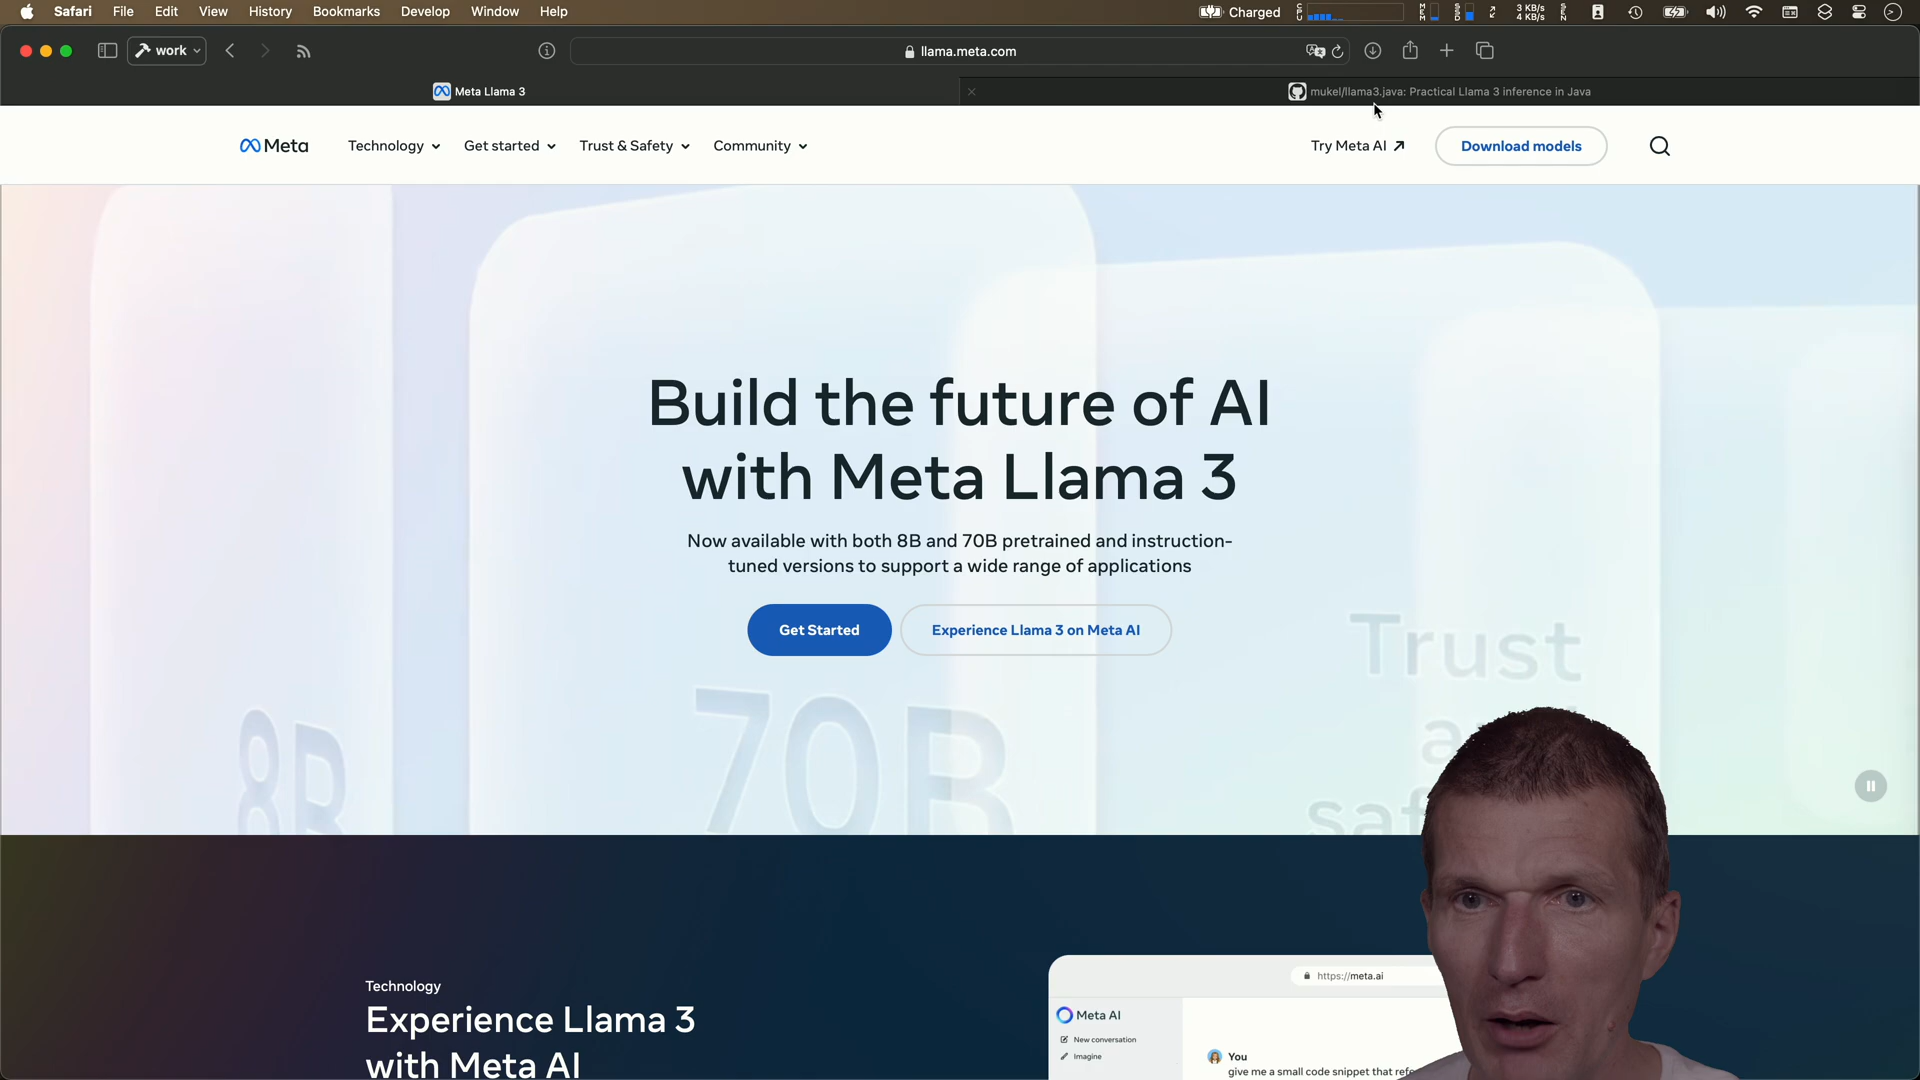 Safari File Edit View History Bookmarks Develop Window Help
Charged CPU MEM SSD 3 KB/s 4 KB/s SEN
work
llama.meta.com
Meta Llama 3
mukel/llama3.java: Practical Llama 3 inference in Java
Meta Technology Get started Trust & Safety Community Try Meta AI Download models
Build the future of AI
with Meta Llama 3
Now available with both 8B and 70B pretrained and instruction-
tuned versions to support a wide range of applications
Get Started
Experience Llama 3 on Meta AI
8B
70B
Trust
Technology
Experience Llama 3
with Meta AI
https://meta.ai
Meta AI
New conversation
Imagine
You
give me a small code snippet that